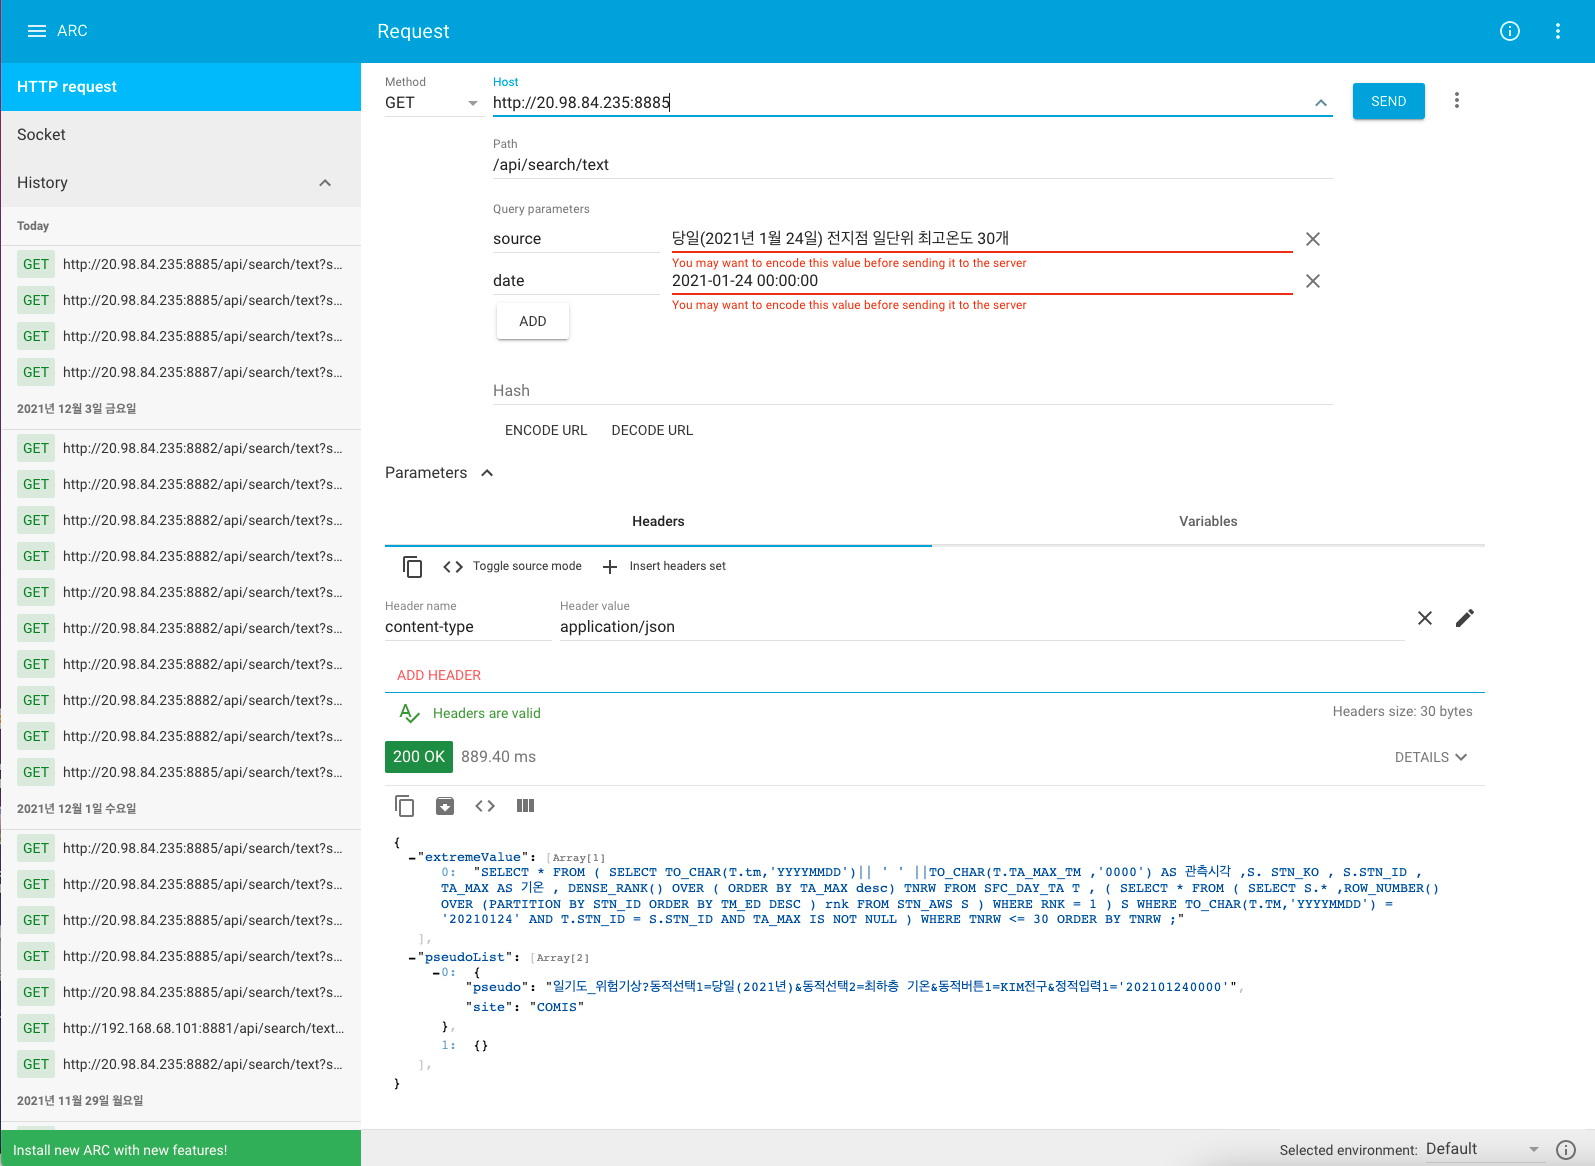 ARC
Request
HTTP request
Socket
History
Today
GET http://20.98.84.235:8885/api/search/text?s...
GET http://20.98.84.235:8885/api/search/text?s...
GET http://20.98.84.235:8885/api/search/text?s...
GET http://20.98.84.235:8887/api/search/text?s...
2021년 12월 3일 금요일
GET http://20.98.84.235:8882/api/search/text?s...
GET http://20.98.84.235:8882/api/search/text?s...
GET http://20.98.84.235:8882/api/search/text?s...
GET http://20.98.84.235:8882/api/search/text?s...
GET http://20.98.84.235:8882/api/search/text?s...
GET http://20.98.84.235:8882/api/search/text?s...
GET http://20.98.84.235:8882/api/search/text?s...
GET http://20.98.84.235:8882/api/search/text?s...
GET http://20.98.84.235:8882/api/search/text?s...
GET http://20.98.84.235:8885/api/search/text?s...
2021년 12월 1일 수요일
GET http://20.98.84.235:8885/api/search/text?s...
GET http://20.98.84.235:8885/api/search/text?s...
GET http://20.98.84.235:8885/api/search/text?s...
GET http://20.98.84.235:8885/api/search/text?s...
GET http://20.98.84.235:8885/api/search/text?s...
GET http://192.168.68.101:8881/api/search/text...
GET http://20.98.84.235:8882/api/search/text?s...
2021년 11월 29일 월요일
Install new ARC with new features!
Method
GET
Host
http://20.98.84.235:8885
SEND
Path
/api/search/text
Query parameters
source 당일(2021년 1월 24일) 전지점 일단위 최고온도 30개
You may want to encode this value before sending it to the server
date 2021-01-24 00:00:00
You may want to encode this value before sending it to the server
ADD
Hash
ENCODE URL DECODE URL
Parameters
Headers Variables
Toggle source mode Insert headers set
Header name Header value
content-type application/json
ADD HEADER
Headers are valid Headers size: 30 bytes
200 OK 889.40 ms DETAILS
{
"extremeValue": [Array[1]
0: "SELECT * FROM ( SELECT TO_CHAR(T.tm,'YYYYMMDD')|| ' ' ||TO_CHAR(T.TA_MAX_TM ,'0000') AS 관측시각 ,S. STN_KO , S.STN_ID ,
TA_MAX AS 기온 , DENSE_RANK() OVER ( ORDER BY TA_MAX desc) TNRW FROM SFC_DAY_TA T , ( SELECT * FROM ( SELECT S.* ,ROW_NUMBER()
OVER (PARTITION BY STN_ID ORDER BY TM_ED DESC ) rnk FROM STN_AWS S ) WHERE RNK = 1 ) S WHERE TO_CHAR(T.TM,'YYYYMMDD') =
'20210124' AND T.STN_ID = S.STN_ID AND TA_MAX IS NOT NULL ) WHERE TNRW <= 30 ORDER BY TNRW ;"
],
"pseudoList": [Array[2]
0: {
"pseudo": "일기도_위험기상?동적선택1=당일(2021년)&동적선택2=최하층 기온&동적버튼1=KIM전구&정적입력1='202101240000'",
"site": "COMIS"
},
1: {}
],
}
Selected environment: Default